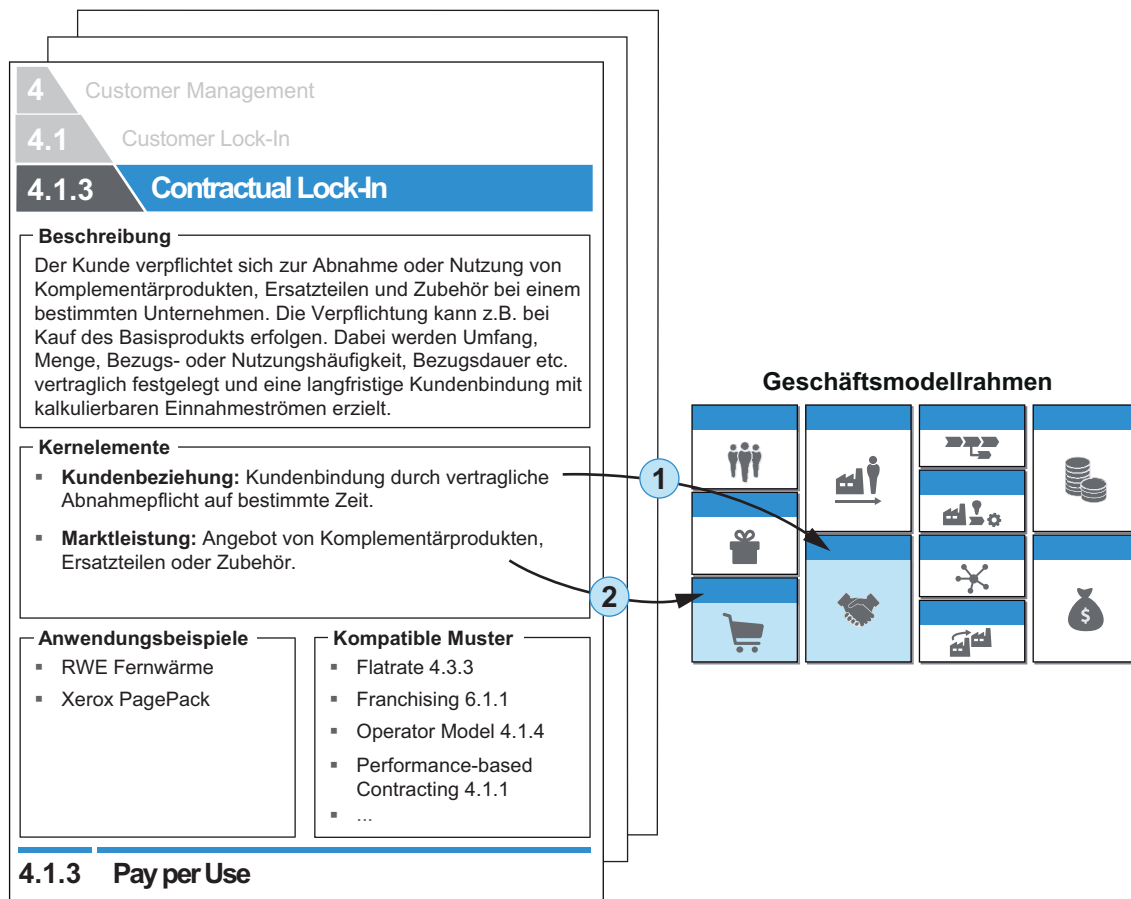 4 Customer Management
4.1 Customer Lock-In
4.1.3 Contractual Lock-In
Beschreibung
Der Kunde verpflichtet sich zur Abnahme oder Nutzung von
Komplementärprodukten, Ersatzteilen und Zubehör bei einem
bestimmten Unternehmen. Die Verpflichtung kann z.B. bei
Kauf des Basisprodukts erfolgen. Dabei werden Umfang,
Menge, Bezugs- oder Nutzungshäufigkeit, Bezugsdauer etc.
vertraglich festgelegt und eine langfristige Kundenbindung mit
kalkulierbaren Einnahmeströmen erzielt.
Kernelemente
▪ Kundenbeziehung: Kundenbindung durch vertragliche
Abnahmepflicht auf bestimmte Zeit.
▪ Marktleistung: Angebot von Komplementärprodukten,
Ersatzteilen oder Zubehör.
Anwendungsbeispiele
▪ RWE Fernwärme
▪ Xerox PagePack
Kompatible Muster
▪ Flatrate 4.3.3
▪ Franchising 6.1.1
▪ Operator Model 4.1.4
▪ Performance-based
Contracting 4.1.1
▪ ...
4.1.3 Pay per Use
1
2
Geschäftsmodellrahmen
$